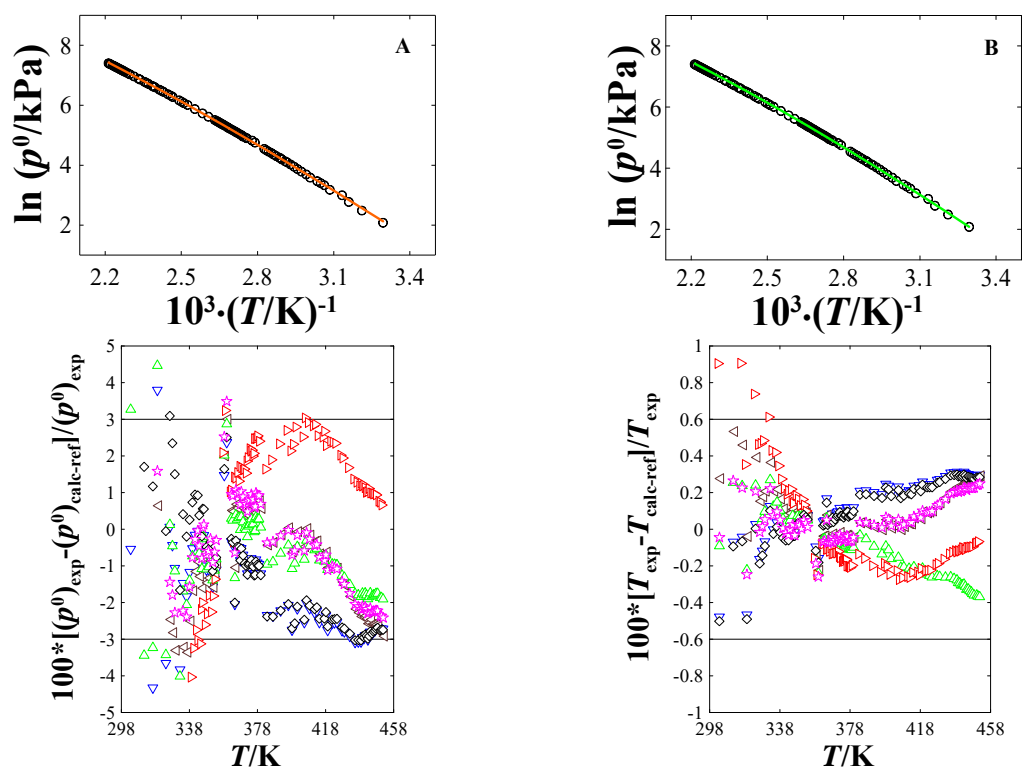 A
ln (p⁰/kPa)
8
6
4
2
2.2 2.5 2.8 3.1 3.4
10³·(T/K)⁻¹
B
ln (p⁰/kPa)
8
6
4
2
2.2 2.5 2.8 3.1 3.4
10³·(T/K)⁻¹
100*[(p⁰)exp-(p⁰)calc-ref]/(p⁰)exp
5
4
3
2
1
0
-1
-2
-3
-4
-5
298 338 378 418 458
T/K
100*[Texp-Tcalc-ref]/Texp
1
0.8
0.6
0.4
0.2
0
-0.2
-0.4
-0.6
-0.8
-1
298 338 378 418 458
T/K